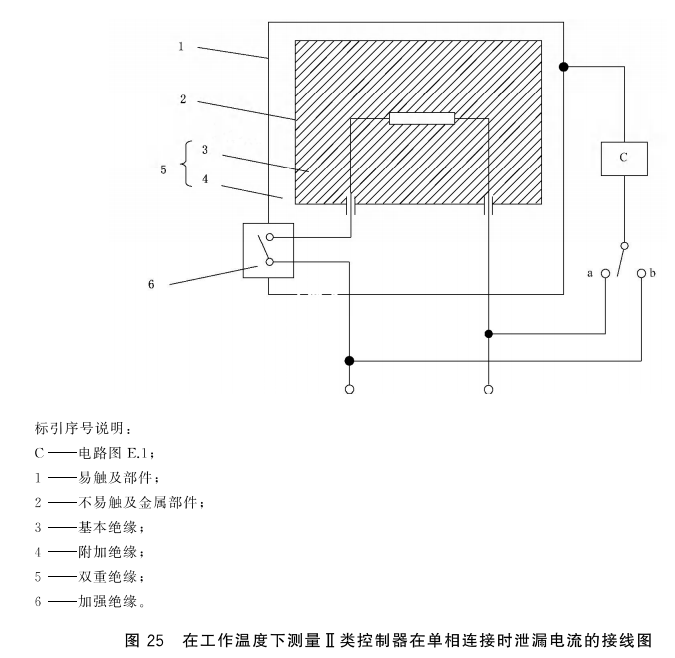 1
2
3
5
4
6
C
a
b
标引序号说明：
C——电路图 E.1；
1——易触及部件；
2——不易触及金属部件；
3——基本绝缘；
4——附加绝缘；
5——双重绝缘；
6——加强绝缘。
图 25 在工作温度下测量Ⅱ类控制器在单相连接时泄漏电流的接线图